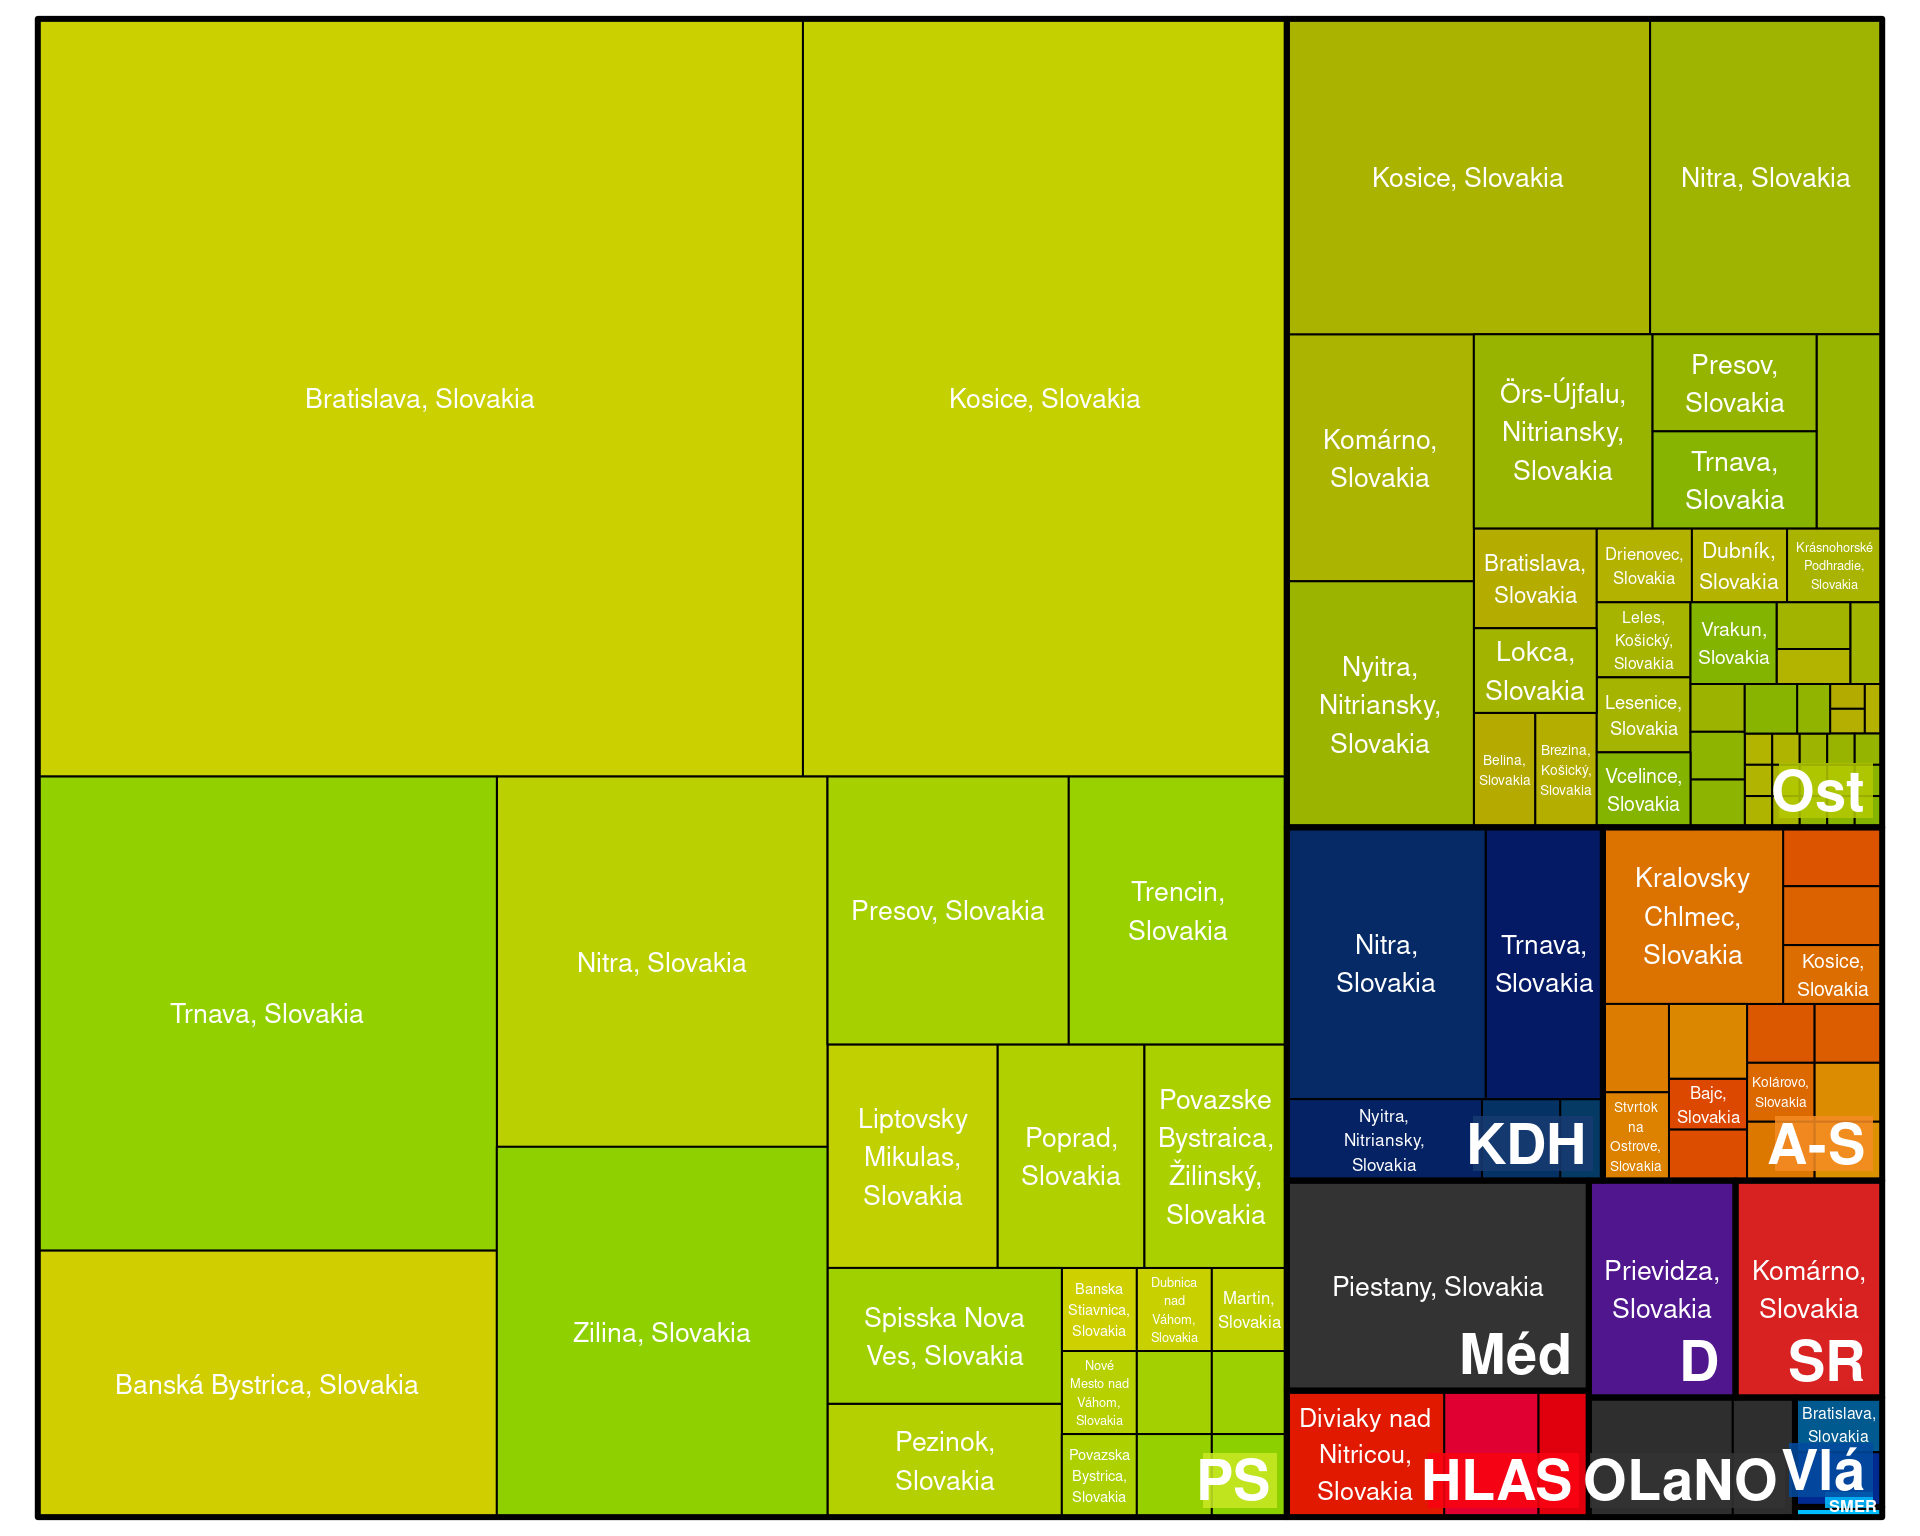 Bratislava, Slovakia
Kosice, Slovakia
Trnava, Slovakia
Banská Bystrica, Slovakia
Nitra, Slovakia
Zilina, Slovakia
Presov, Slovakia
Trencin,
Slovakia
Liptovsky
Mikulas,
Slovakia
Poprad,
Slovakia
Povazske
Bystraica,
Žilinský,
Slovakia
Spisska Nova
Ves, Slovakia
Pezinok,
Slovakia
Banska
Stiavnica,
Slovakia
Dubnica
nad
Váhom,
Slovakia
Martin,
Slovakia
Nové
Mesto nad
Váhom,
Slovakia
Povazska
Bystrica,
Slovakia
PS
Kosice, Slovakia
Nitra, Slovakia
Komárno,
Slovakia
Nyitra,
Nitriansky,
Slovakia
Örs-Újfalu,
Nitriansky,
Slovakia
Presov,
Slovakia
Trnava,
Slovakia
Bratislava,
Slovakia
Lokca,
Slovakia
Belina,
Slovakia
Brezina,
Košický,
Slovakia
Drienovec,
Slovakia
Dubník,
Slovakia
Krásnohorské
Podhradie,
Slovakia
Leles,
Košický,
Slovakia
Lesenice,
Slovakia
Vcelince,
Slovakia
Vrakun,
Slovakia
Ost
Nitra,
Slovakia
Trnava,
Slovakia
Nyitra,
Nitriansky,
Slovakia
KDH
Kralovsky
Chlmec,
Slovakia
Kosice,
Slovakia
Stvrtok
na
Ostrove,
Slovakia
Bajc,
Slovakia
Kolárovo,
Slovakia
A-S
Piestany, Slovakia
Méd
Prievidza,
Slovakia
D
Komárno,
Slovakia
SR
Diviaky nad
Nitricou,
Slovakia
HLAS
OLaNO
Bratislava,
Slovakia
Vlá
SMER